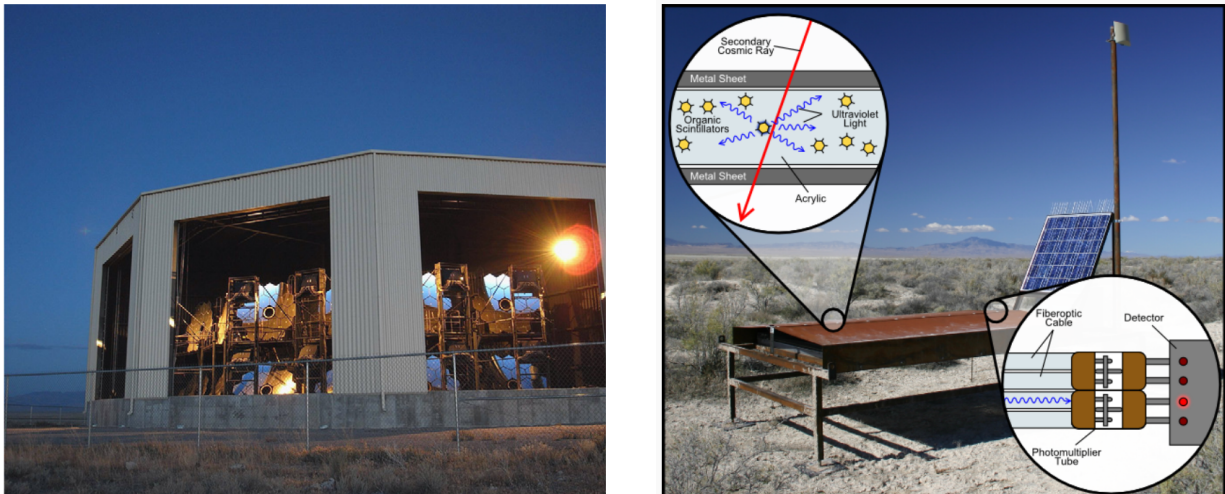 Secondary
Cosmic Ray
Metal Sheet
Organic
Scintillators
Ultraviolet
Light
Metal Sheet
Acrylic
Fiberoptic
Cable
Detector
Photomultiplier
Tube